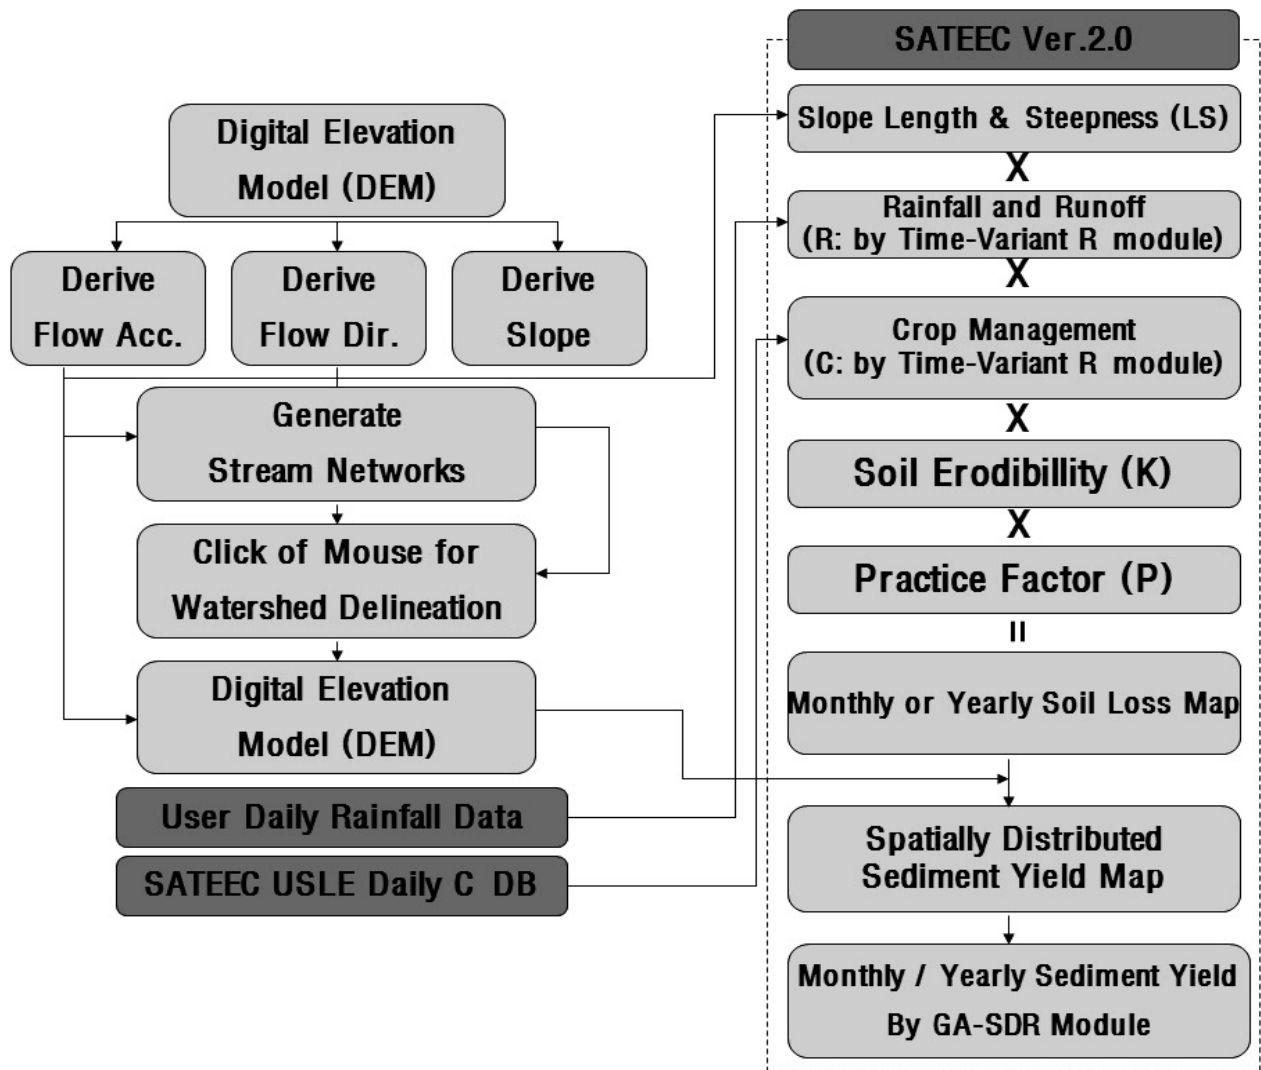 SATEEC Ver.2.0
Digital Elevation
Model (DEM)
Derive
Flow Acc.
Derive
Flow Dir.
Derive
Slope
Generate
Stream Networks
Click of Mouse for
Watershed Delineation
Digital Elevation
Model (DEM)
User Daily Rainfall Data
SATEEC USLE Daily C DB
Slope Length & Steepness (LS)
X
Rainfall and Runoff
(R: by Time-Variant R module)
X
Crop Management
(C: by Time-Variant R module)
X
Soil Erodibillity (K)
X
Practice Factor (P)
=
Monthly or Yearly Soil Loss Map
Spatially Distributed
Sediment Yield Map
Monthly / Yearly Sediment Yield
By GA-SDR Module